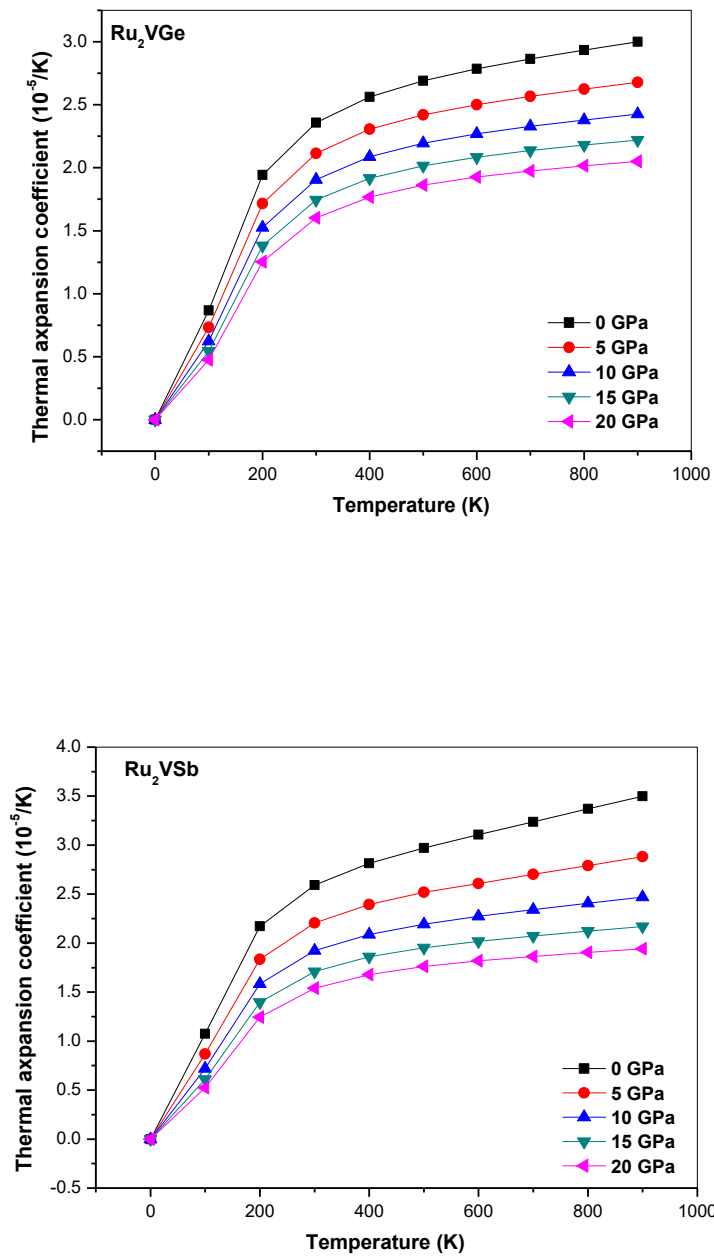 Ru₂VGe
Thermal axpansion coefficient (10⁻⁵/K)
3.0
2.5
2.0
1.5
1.0
0.5
0.0
0 GPa
5 GPa
10 GPa
15 GPa
20 GPa
0 200 400 600 800 1000
Temperature (K)
Ru₂VSb
Thermal axpansion coefficient (10⁻⁵/K)
4.0
3.5
3.0
2.5
2.0
1.5
1.0
0.5
0.0
-0.5
0 GPa
5 GPa
10 GPa
15 GPa
20 GPa
0 200 400 600 800 1000
Temperature (K)